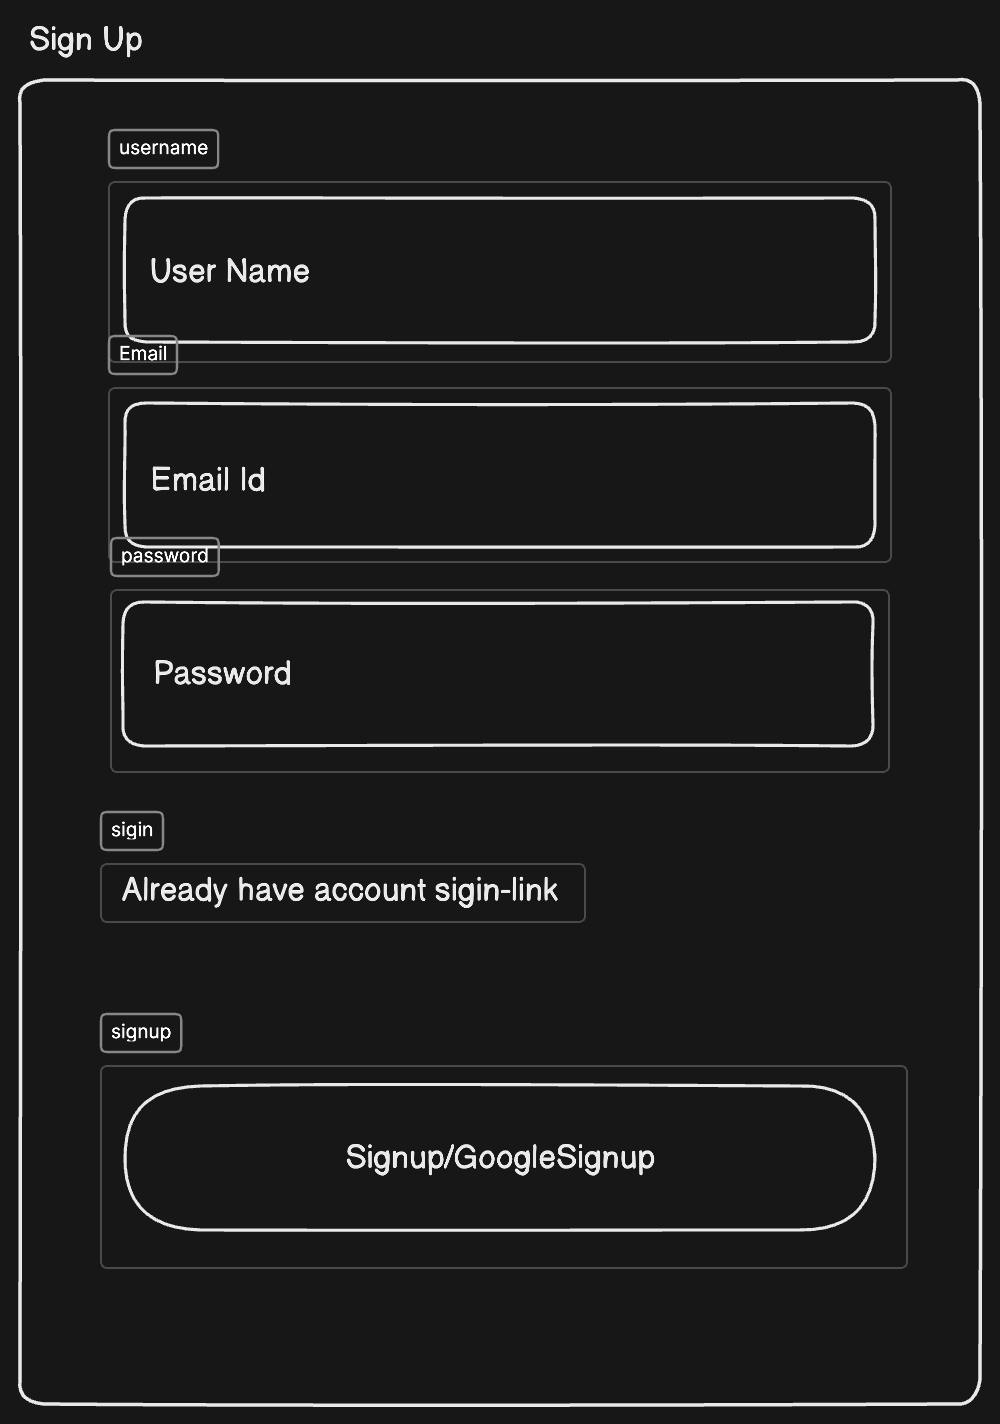 Sign Up
username
User Name
Email
Email Id
password
Password
sigin
Already have account sigin-link
signup
Signup/GoogleSignup